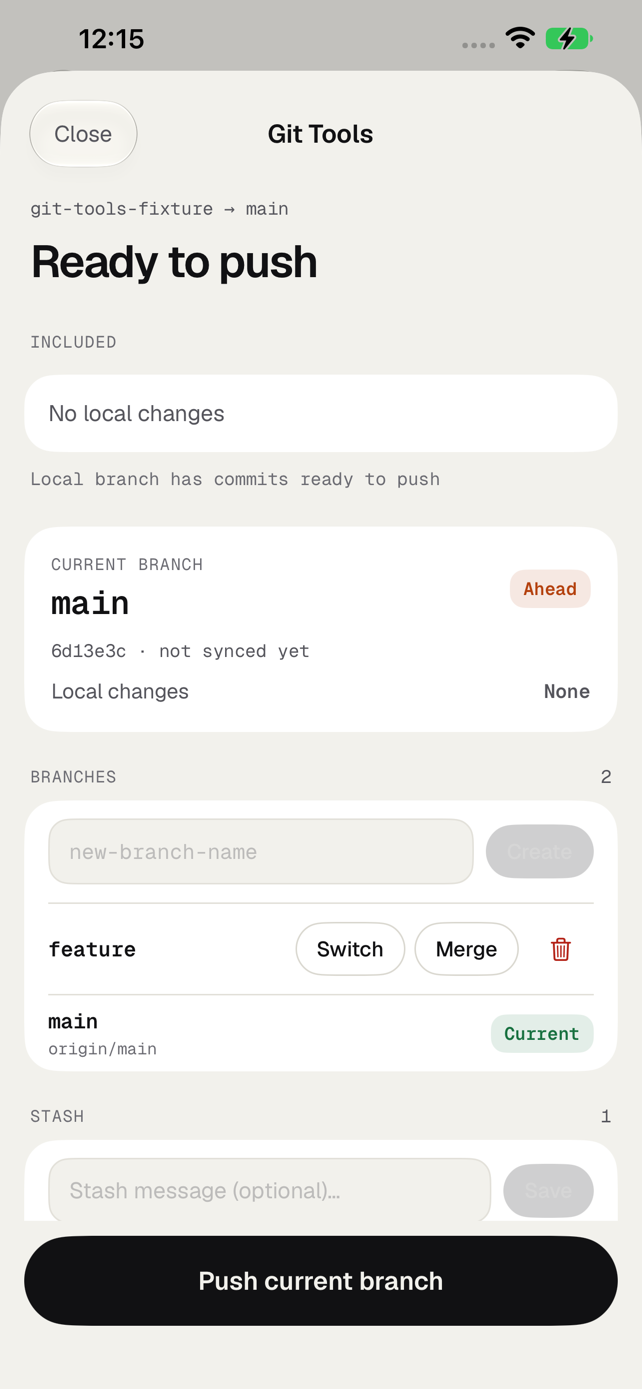 12:15
Close
Git Tools
git-tools-fixture → main
Ready to push
INCLUDED
No local changes
Local branch has commits ready to push
CURRENT BRANCH
main
Ahead
6d13e3c · not synced yet
Local changes
None
BRANCHES
2
new-branch-name
Create
feature
Switch
Merge
main
origin/main
Current
STASH
1
Stash message (optional)…
Save
Push current branch